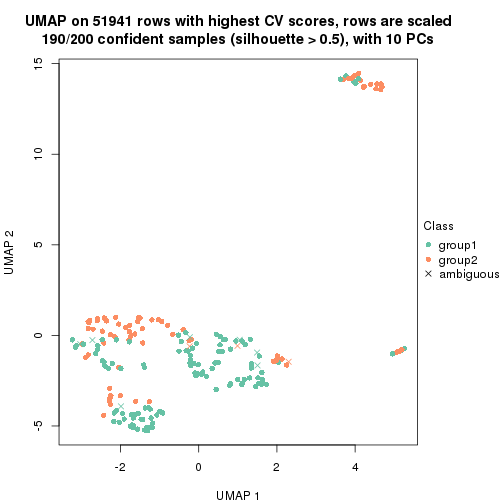 UMAP on 51941 rows with highest CV scores, rows are scaled
190/200 confident samples (silhouette > 0.5), with 10 PCs
15
10
5
0
-5
UMAP 2
-2
0
2
4
UMAP 1
Class
group1
group2
ambiguous